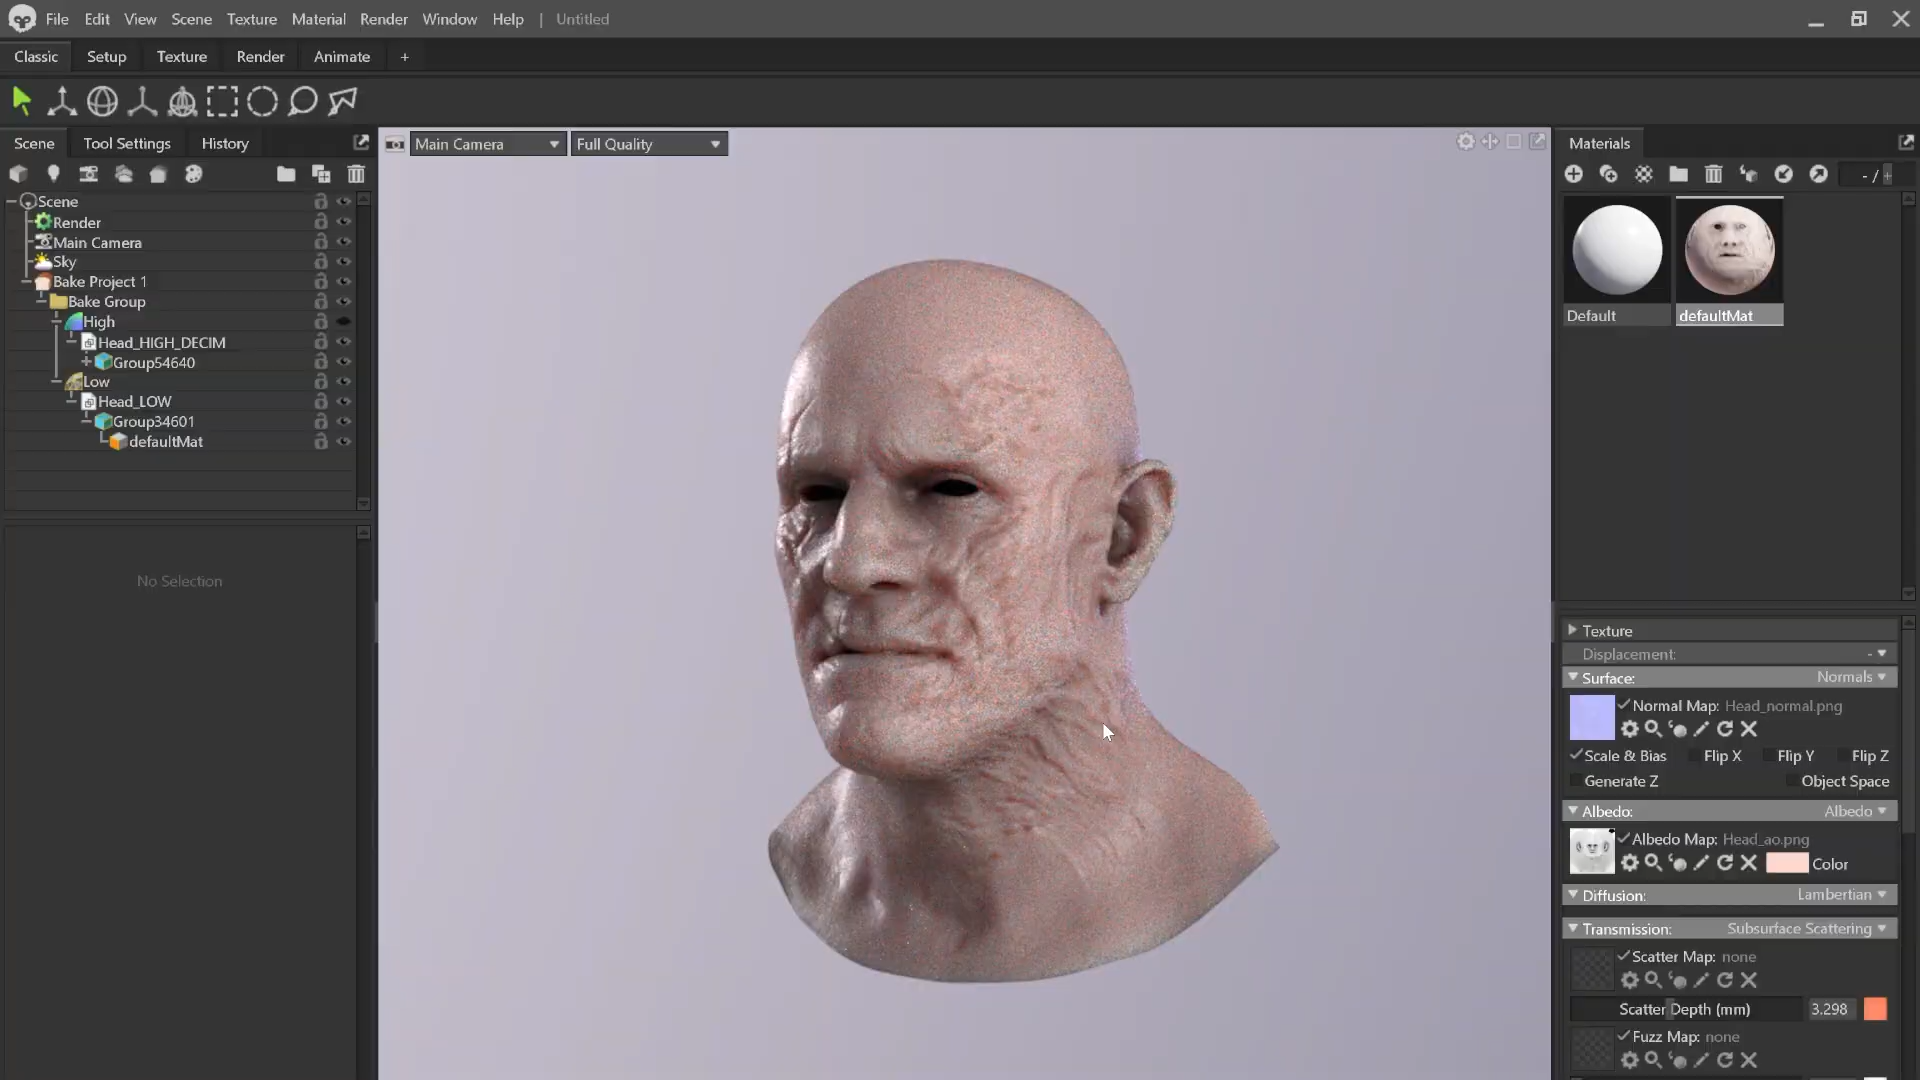 File Edit View Scene Texture Material Render Window Help | Untitled
Classic Setup Texture Render Animate +
Scene Tool Settings History
Main Camera Full Quality
Materials
- / +
Scene
Render
Main Camera
Sky
Bake Project 1
Bake Group
High
Head_HIGH_DECIM
Group54640
Low
Head_LOW
Group34601
defaultMat
No Selection
Default defaultMat
Texture
Displacement: -
Surface: Normals
Normal Map: Head_normal.png
Scale & Bias Flip X Flip Y Flip Z
Generate Z Object Space
Albedo: Albedo
Albedo Map: Head_ao.png
Color
Diffusion: Lambertian
Transmission: Subsurface Scattering
Scatter Map: none
Scatter Depth (mm) 3.298
Fuzz Map: none